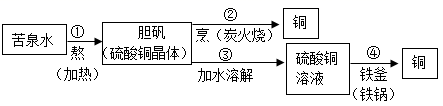 苦泉水
①
熬
(加热)
胆矾
(硫酸铜晶体)
②
烹(炭火烧)
铜
③
加水溶解
硫酸铜
溶液
④
铁釜
(铁锅)
铜